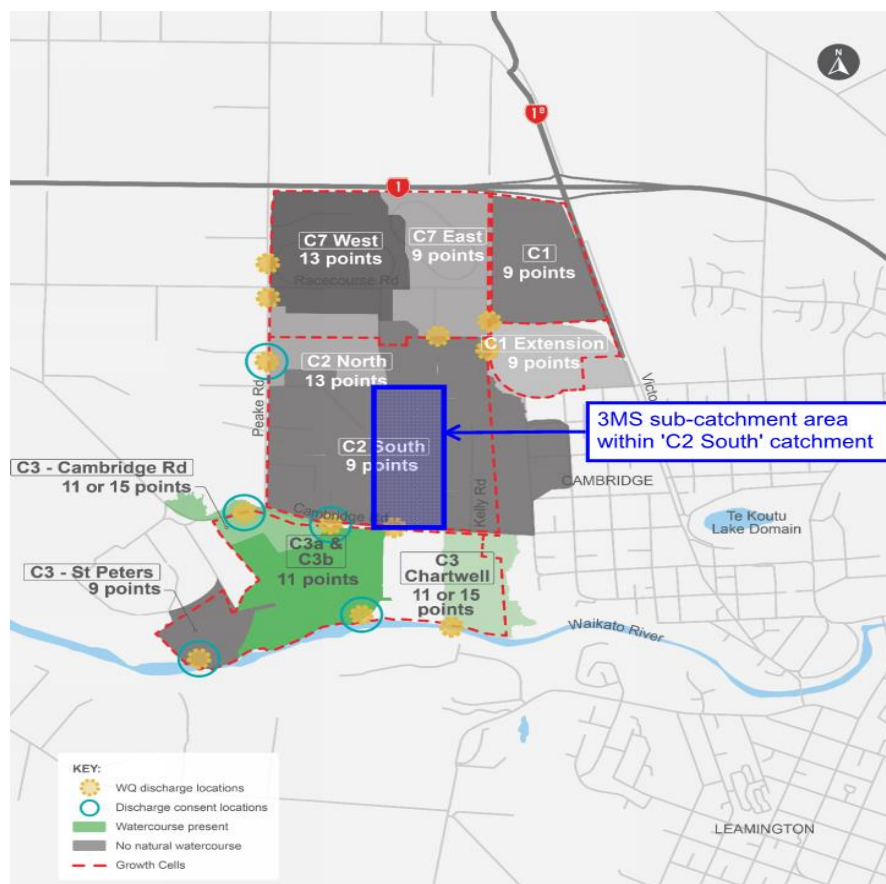 N
1B
1
C7 West
13 points
C7 East
9 points
C1
9 points
Racecourse Rd
C1 Extension
9 points
C2 North
13 points
Peake Rd
Victo
3MS sub-catchment area
within 'C2 South' catchment
C2 South
9 points
C3 - Cambridge Rd
11 or 15 points
Cambridge Rd
Kelly Rd
CAMBRIDGE
Te Koutu
Lake Domain
C3a &
C3b
11 points
C3
Chartwell
11 or 15
points
C3 - St Peters
9 points
Waikato River
KEY:
WQ discharge locations
Discharge consent locations
Watercourse present
No natural watercourse
Growth Cells
LEAMINGTON